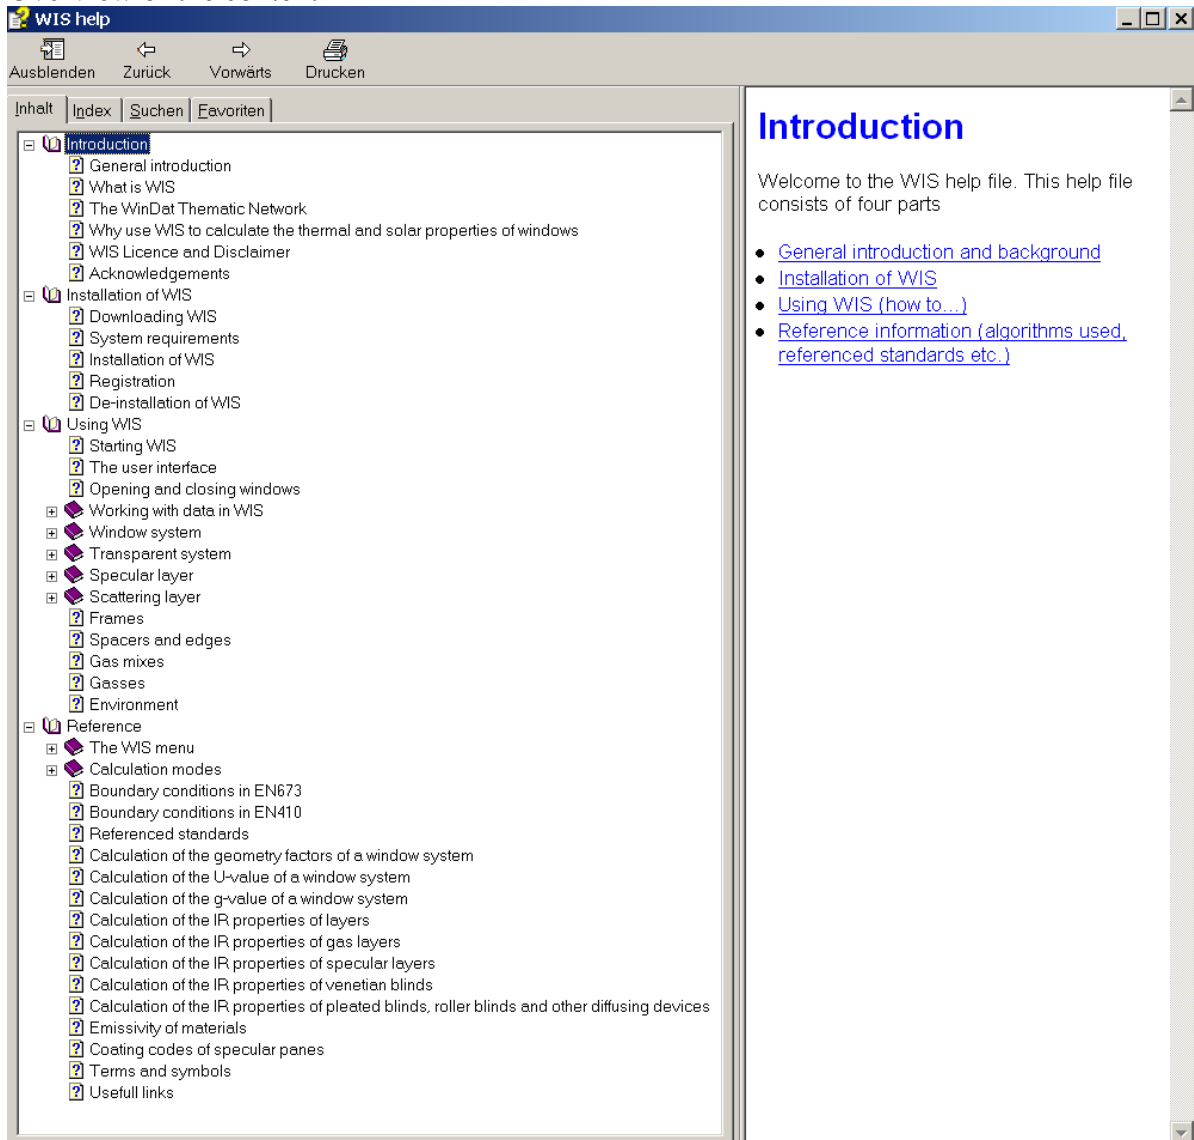 WIS help
Ausblenden Zurück Vorwärts Drucken
Inhalt Index Suchen Favoriten
Introduction
General introduction
What is WIS
The WinDat Thematic Network
Why use WIS to calculate the thermal and solar properties of windows
WIS Licence and Disclaimer
Acknowledgements
Installation of WIS
Downloading WIS
System requirements
Installation of WIS
Registration
De-installation of WIS
Using WIS
Starting WIS
The user interface
Opening and closing windows
Working with data in WIS
Window system
Transparent system
Specular layer
Scattering layer
Frames
Spacers and edges
Gas mixes
Gasses
Environment
Reference
The WIS menu
Calculation modes
Boundary conditions in EN673
Boundary conditions in EN410
Referenced standards
Calculation of the geometry factors of a window system
Calculation of the U-value of a window system
Calculation of the g-value of a window system
Calculation of the IR properties of layers
Calculation of the IR properties of gas layers
Calculation of the IR properties of specular layers
Calculation of the IR properties of venetian blinds
Calculation of the IR properties of pleated blinds, roller blinds and other diffusing devices
Emissivity of materials
Coating codes of specular panes
Terms and symbols
Usefull links
Introduction
Welcome to the WIS help file. This help file
consists of four parts
General introduction and background
Installation of WIS
Using WIS (how to...)
Reference information (algorithms used,
referenced standards etc.)